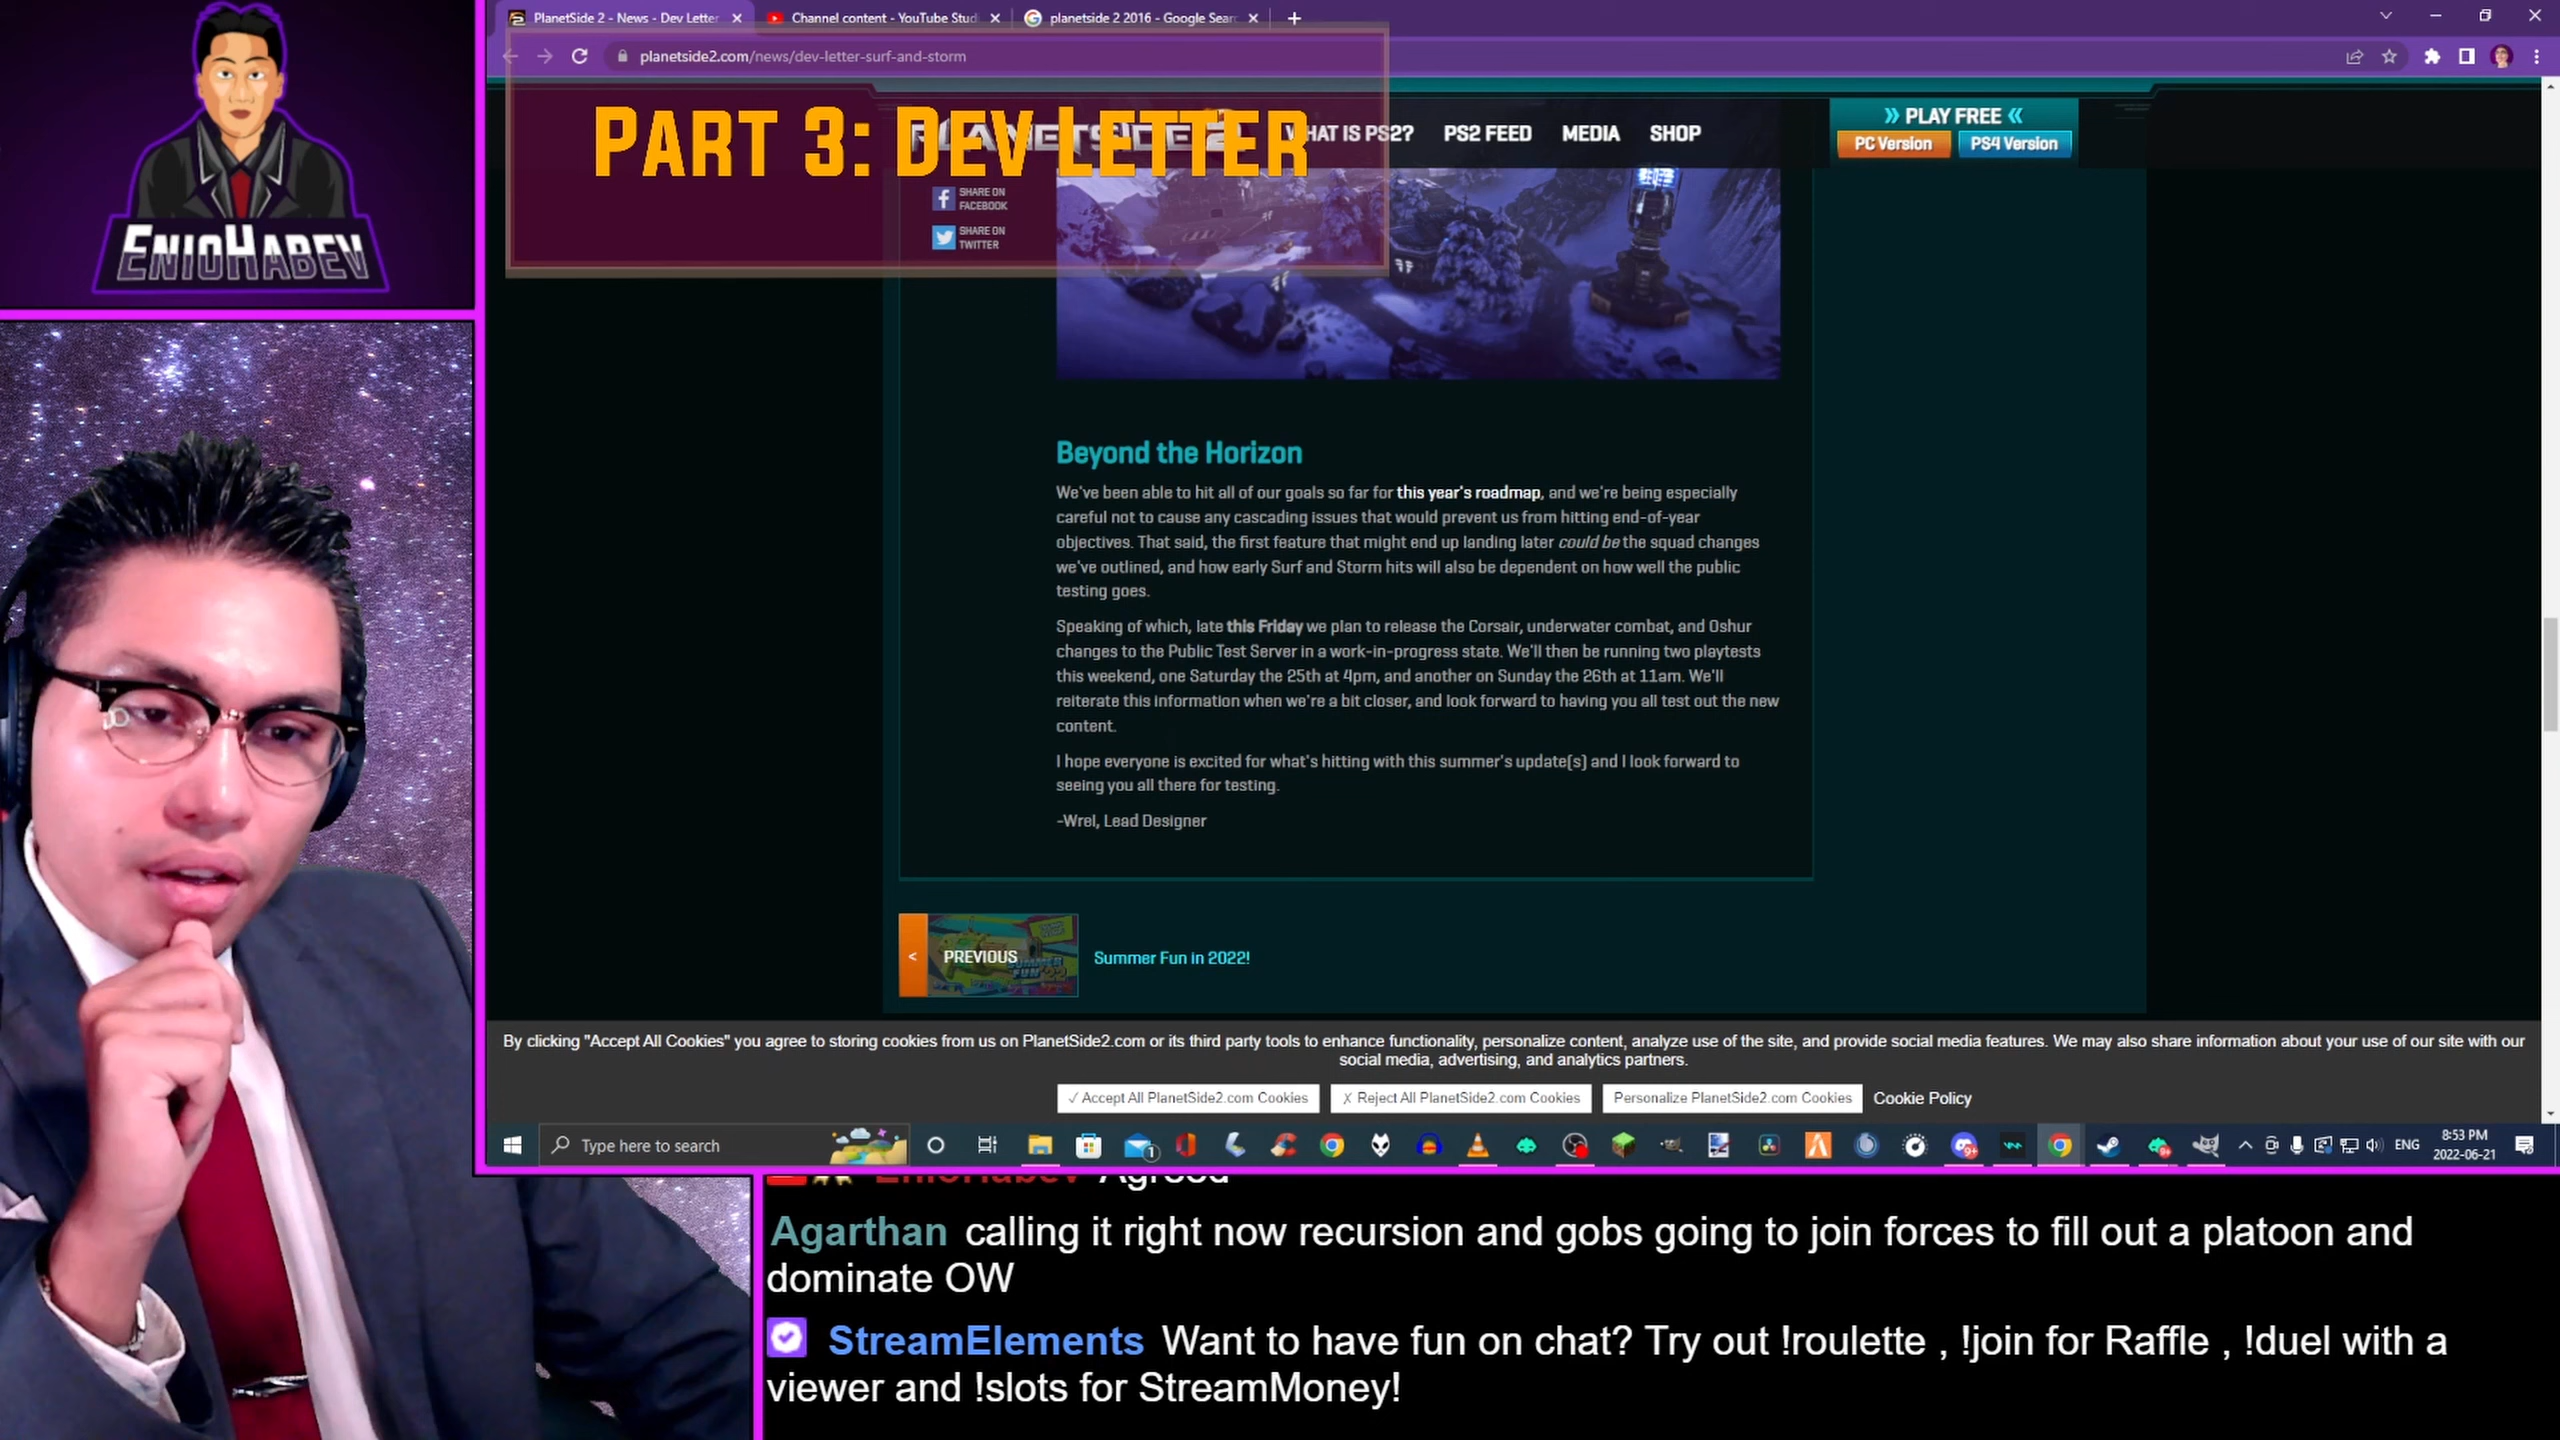 PlanetSide 2 - News - Dev Letter
Channel content - YouTube Stud
planetside 2 2016 - Google Sear
planetside2.com/news/dev-letter-surf-and-storm
Part 3: Dev Letter
PLANETSIDE 2
WHAT IS PS2?
PS2 FEED
MEDIA
SHOP
PLAY FREE
PC Version
PS4 Version
SHARE ON
FACEBOOK
SHARE ON
TWITTER
ENIOHABEV
Beyond the Horizon
We've been able to hit all of our goals so far for this year's roadmap, and we're being especially
careful not to cause any cascading issues that would prevent us from hitting end-of-year
objectives. That said, the first feature that might end up landing later could be the squad changes
we've outlined, and how early Surf and Storm hits will also be dependent on how well the public
testing goes.
Speaking of which, late this Friday we plan to release the Corsair, underwater combat, and Oshur
changes to the Public Test Server in a work-in-progress state. We'll then be running two playtests
this weekend, one Saturday the 25th at 4pm, and another on Sunday the 26th at 11am. We'll
reiterate this information when we're a bit closer, and look forward to having you all test out the new
content.
I hope everyone is excited for what's hitting with this summer's update(s) and I look forward to
seeing you all there for testing.
-Wrel, Lead Designer
< PREVIOUS
SUMMER
FUN 22
Summer Fun in 2022!
By clicking "Accept All Cookies" you agree to storing cookies from us on PlanetSide2.com or its third party tools to enhance functionality, personalize content, analyze use of the site, and provide social media features. We may also share information about your use of our site with our
social media, advertising, and analytics partners.
✓ Accept All PlanetSide2.com Cookies
X Reject All PlanetSide2.com Cookies
Personalize PlanetSide2.com Cookies
Cookie Policy
Type here to search
1
9+
ENG
8:53 PM
2022-06-21
EnioHabev Agreed
Agarthan calling it right now recursion and gobs going to join forces to fill out a platoon and
dominate OW
StreamElements Want to have fun on chat? Try out !roulette , !join for Raffle , !duel with a
viewer and !slots for StreamMoney!